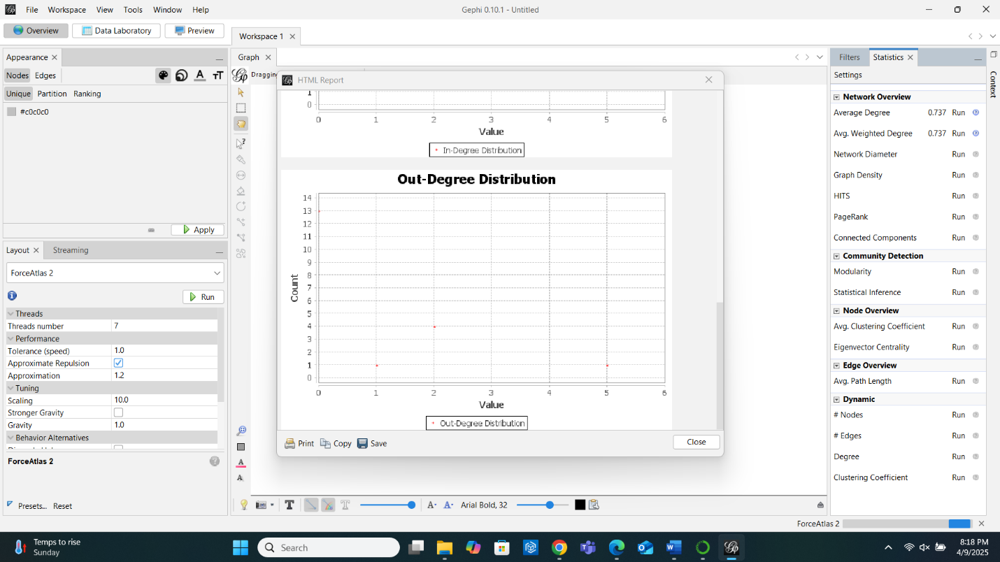 File Workspace View Tools Window Help
Gephi 0.10.1 - Untitled
Overview Data Laboratory Preview
Workspace 1
Appearance
Nodes Edges
Unique Partition Ranking
#c0c0c0
Apply
Layout Streaming
ForceAtlas 2
Run
Threads
Threads number 7
Performance
Tolerance (speed) 1.0
Approximate Repulsion
Approximation 1.2
Tuning
Scaling 10.0
Stronger Gravity
Gravity 1.0
Behavior Alternatives
ForceAtlas 2
Presets... Reset
Graph
HTML Report
1
0
0 1 2 3 4 5 6
Value
In-Degree Distribution
Out-Degree Distribution
14
13
12
11
10
9
8
7
6
5
4
3
2
1
0
Count
0 1 2 3 4 5 6
Value
Out-Degree Distribution
Print Copy Save
Close
Arial Bold, 32
Filters Statistics
Settings
Context
Network Overview
Average Degree 0.737 Run
Avg. Weighted Degree 0.737 Run
Network Diameter Run
Graph Density Run
HITS Run
PageRank Run
Connected Components Run
Community Detection
Modularity Run
Statistical Inference Run
Node Overview
Avg. Clustering Coefficient Run
Eigenvector Centrality Run
Edge Overview
Avg. Path Length Run
Dynamic
# Nodes Run
# Edges Run
Degree Run
Clustering Coefficient Run
ForceAtlas 2
Temps to rise
Sunday
Search
8:18 PM
4/9/2025